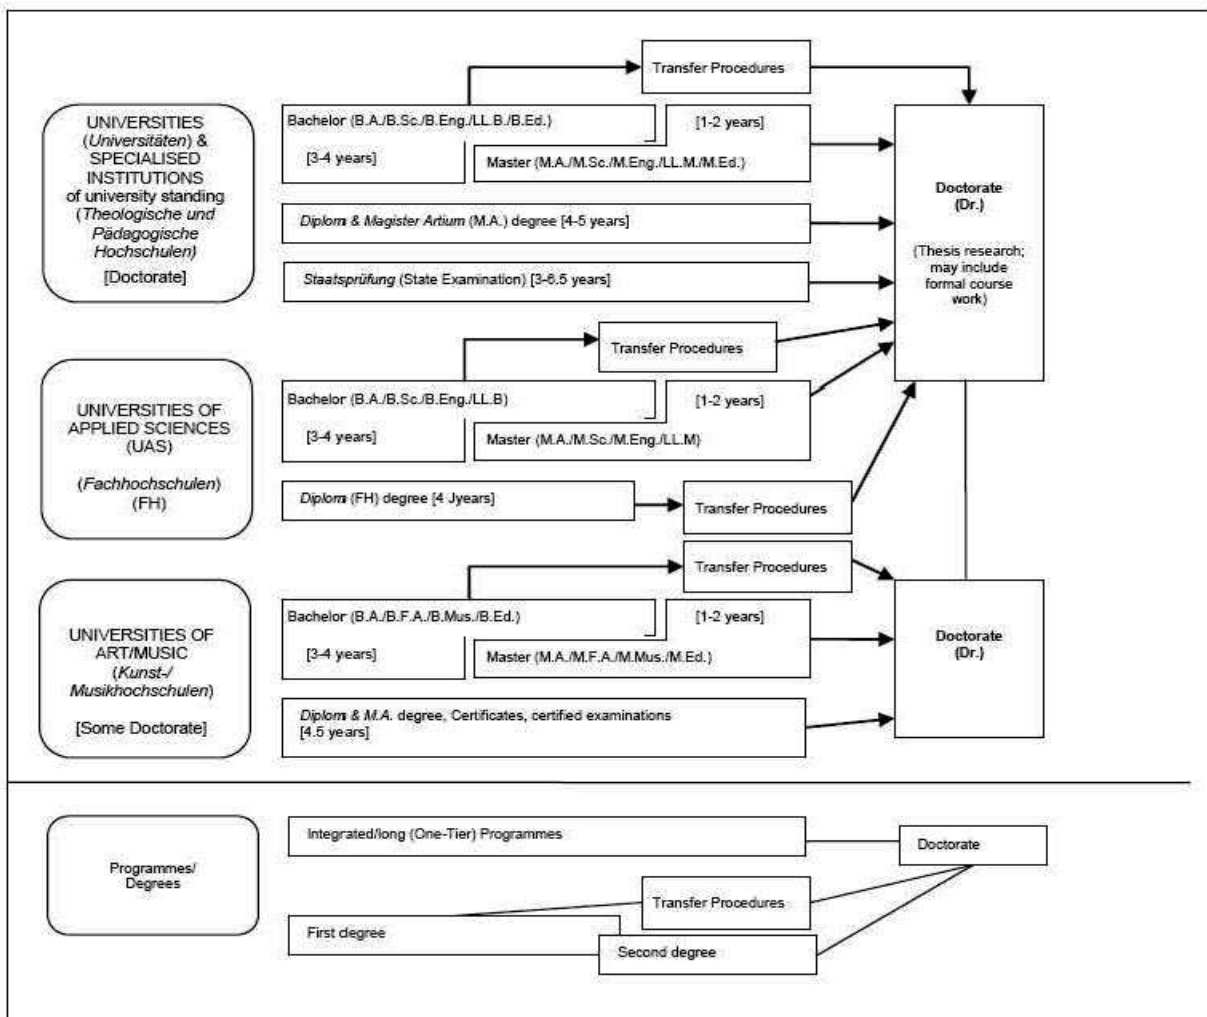 Transfer Procedures
UNIVERSITIES
(Universitäten) &
SPECIALISED
INSTITUTIONS
of university standing
(Theologische und
Pädagogische
Hochschulen)
[Doctorate]
Bachelor (B.A./B.Sc./B.Eng./LL.B./B.Ed.)
[3-4 years]
[1-2 years]
Master (M.A./M.Sc./M.Eng./LL.M./M.Ed.)
Diplom & Magister Artium (M.A.) degree [4-5 years]
Staatsprüfung (State Examination) [3-6.5 years]
Doctorate
(Dr.)
(Thesis research;
may include
formal course
work)
Transfer Procedures
UNIVERSITIES OF
APPLIED SCIENCES
(UAS)
(Fachhochschulen)
(FH)
Bachelor (B.A./B.Sc./B.Eng./LL.B)
[3-4 years]
[1-2 years]
Master (M.A./M.Sc./M.Eng./LL.M)
Diplom (FH) degree [4 Jyears]
Transfer Procedures
Transfer Procedures
UNIVERSITIES OF
ART/MUSIC
(Kunst-/
Musikhochschulen)
[Some Doctorate]
Bachelor (B.A./B.F.A./B.Mus./B.Ed.)
[3-4 years]
[1-2 years]
Master (M.A./M.F.A./M.Mus./M.Ed.)
Diplom & M.A. degree, Certificates, certified examinations
[4.5 years]
Doctorate
(Dr.)
Programmes/
Degrees
Integrated/long (One-Tier) Programmes
Doctorate
Transfer Procedures
First degree
Second degree